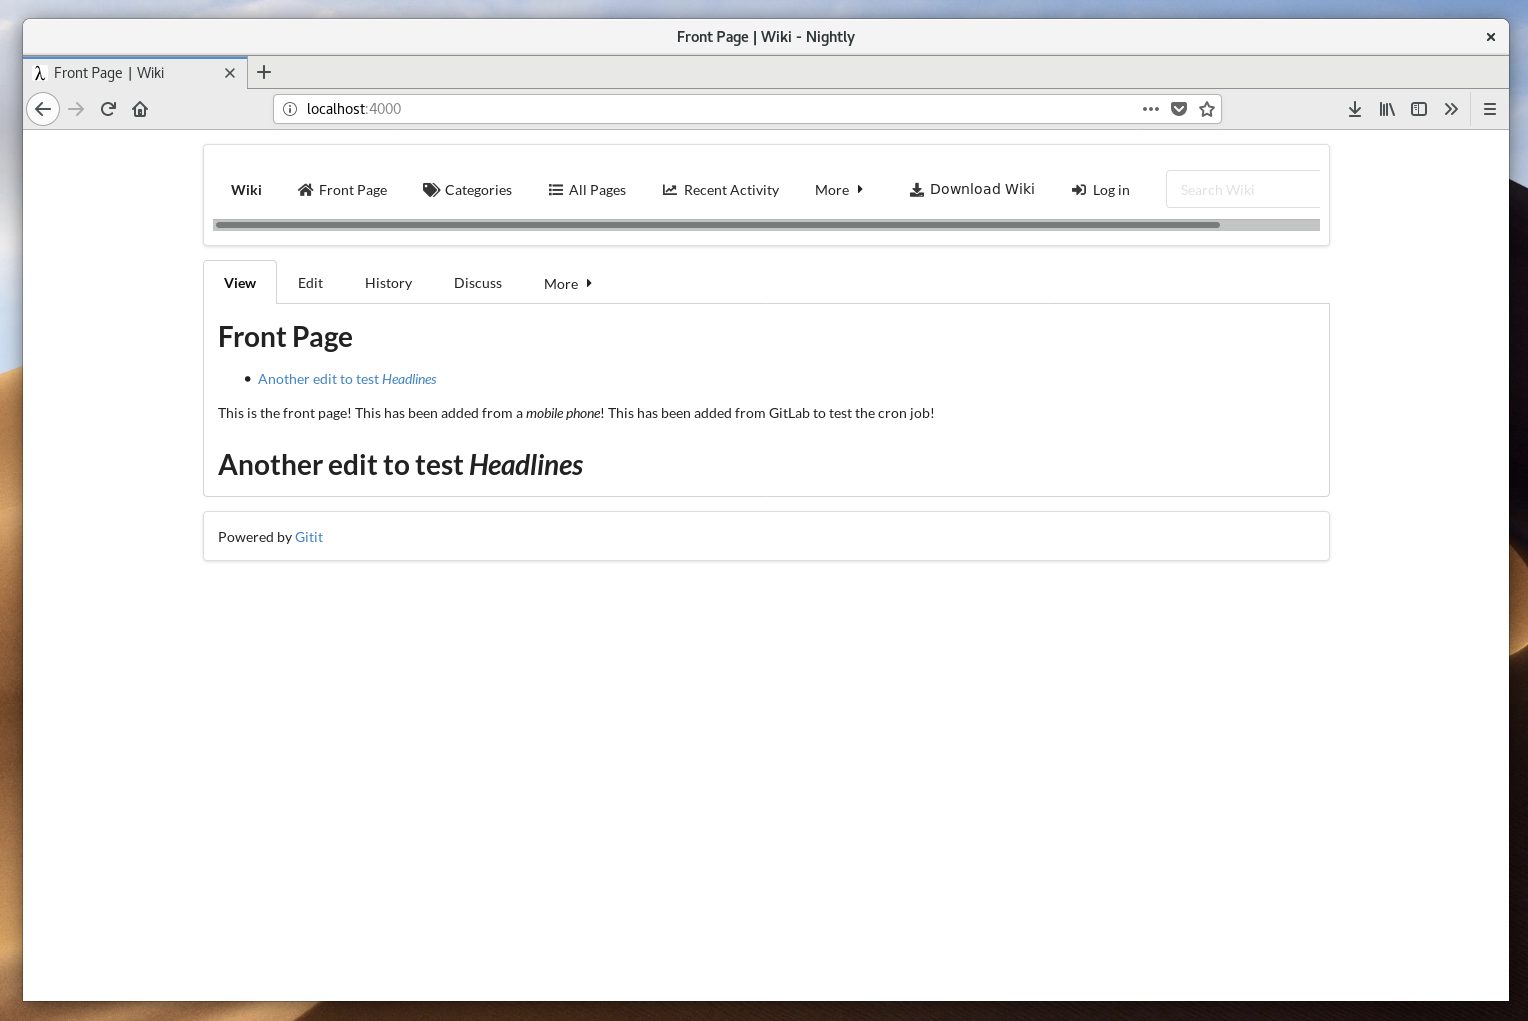 Front Page | Wiki - Nightly
λ Front Page | Wiki
localhost:4000
Wiki Front Page Categories All Pages Recent Activity More Download Wiki Log in Search Wiki
View Edit History Discuss More
Front Page
• Another edit to test Headlines
This is the front page! This has been added from a mobile phone! This has been added from GitLab to test the cron job!
Another edit to test Headlines
Powered by Gitit